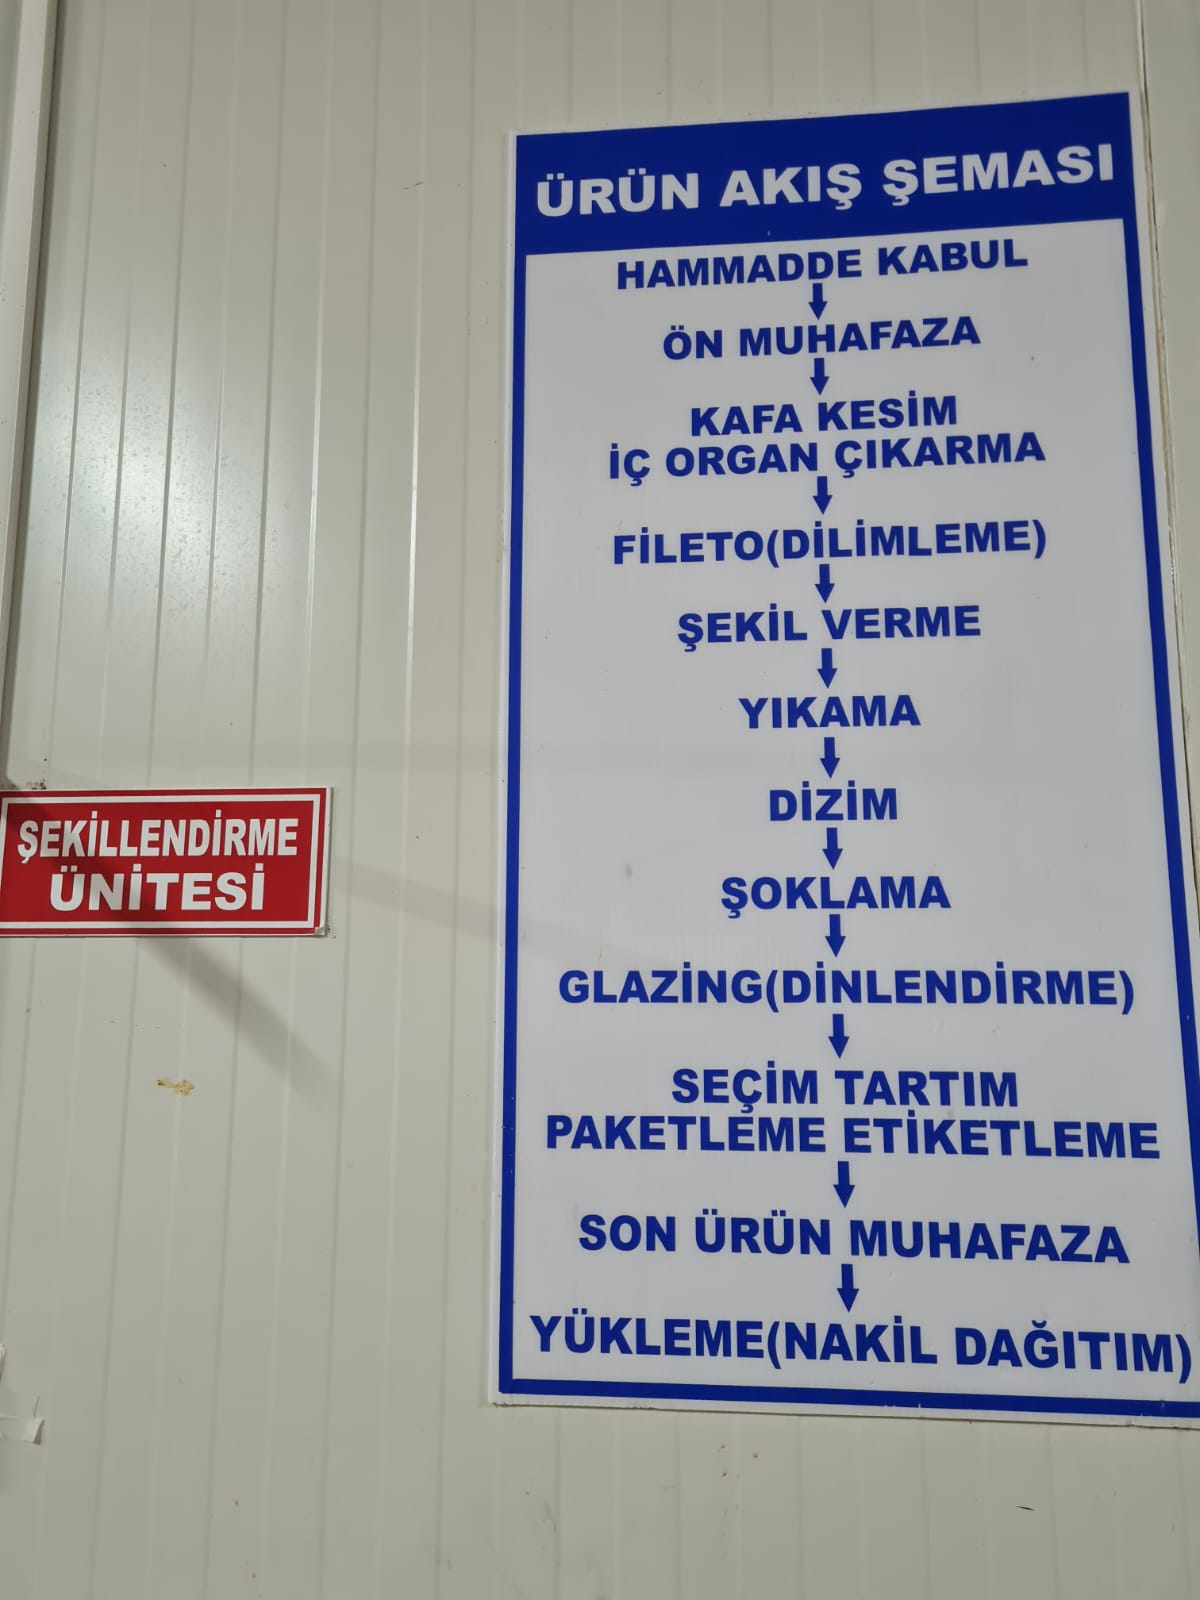 ÜRÜN AKIŞ ŞEMASI
HAMMADDE KABUL
ÖN MUHAFAZA
KAFA KESİM
İÇ ORGAN ÇIKARMA
FİLETO(DİLİMLEME)
ŞEKİL VERME
YIKAMA
DİZİM
ŞOKLAMA
GLAZİNG(DİNLENDİRME)
SEÇİM TARTIM
PAKETLEME ETİKETLEME
SON ÜRÜN MUHAFAZA
YÜKLEME(NAKİL DAĞITIM)
ŞEKİLLENDİRME
ÜNİTESİ